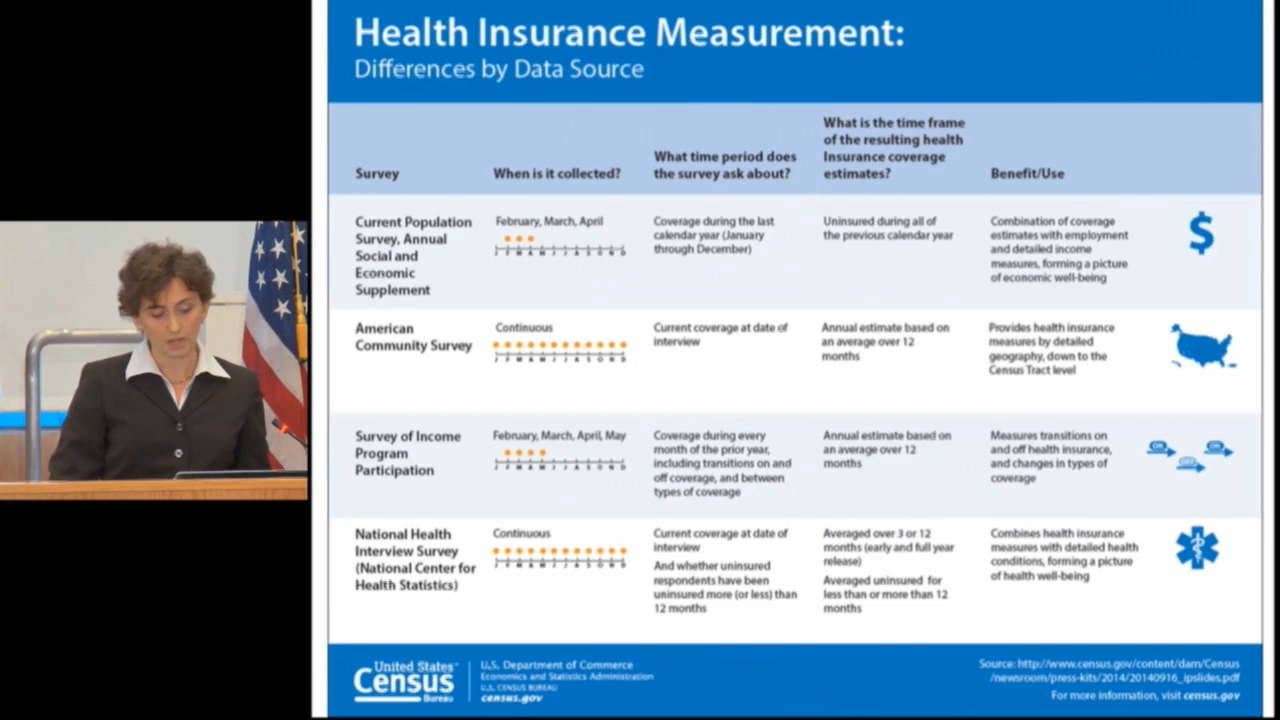 Health Insurance Measurement:
Differences by Data Source
Survey
When is it collected?
What time period does
the survey ask about?
What is the time frame
of the resulting health
Insurance coverage
estimates?
Benefit/Use
Current Population
Survey, Annual
Social and
Economic
Supplement
February, March, April
J F M A M J J A S O N D
Coverage during the last
calendar year (January
through December)
Uninsured during all of
the previous calendar year
Combination of coverage
estimates with employment
and detailed income
measures, forming a picture
of economic well-being
$
American
Community Survey
Continuous
J F M A M J J A S O N D
Current coverage at date of
interview
Annual estimate based on
an average over 12
months
Provides health insurance
measures by detailed
geography, down to the
Census Tract level
Survey of Income
Program
Participation
February, March, April, May
J F M A M J J A S O N D
Coverage during every
month of the prior year,
including transitions on and
off coverage, and between
types of coverage
Annual estimate based on
an average over 12
months
Measures transitions on
and off health insurance,
and changes in types of
coverage
ON
ON
National Health
Interview Survey
(National Center for
Health Statistics)
Continuous
J F M A M J J A S O N D
Current coverage at date of
interview
And whether uninsured
respondents have been
uninsured more (or less) than
12 months
Averaged over 3 or 12
months (early and full year
release)
Averaged uninsured for
less than or more than 12
months
Combines health insurance
measures with detailed health
conditions, forming a picture
of health well-being
United States
Census
Bureau
U.S. Department of Commerce
Economics and Statistics Administration
U.S. CENSUS BUREAU
census.gov
Source: http://www.census.gov/content/dam/Census
/newsroom/press-kits/2014/20140916_ipslides.pdf
For more information, visit census.gov